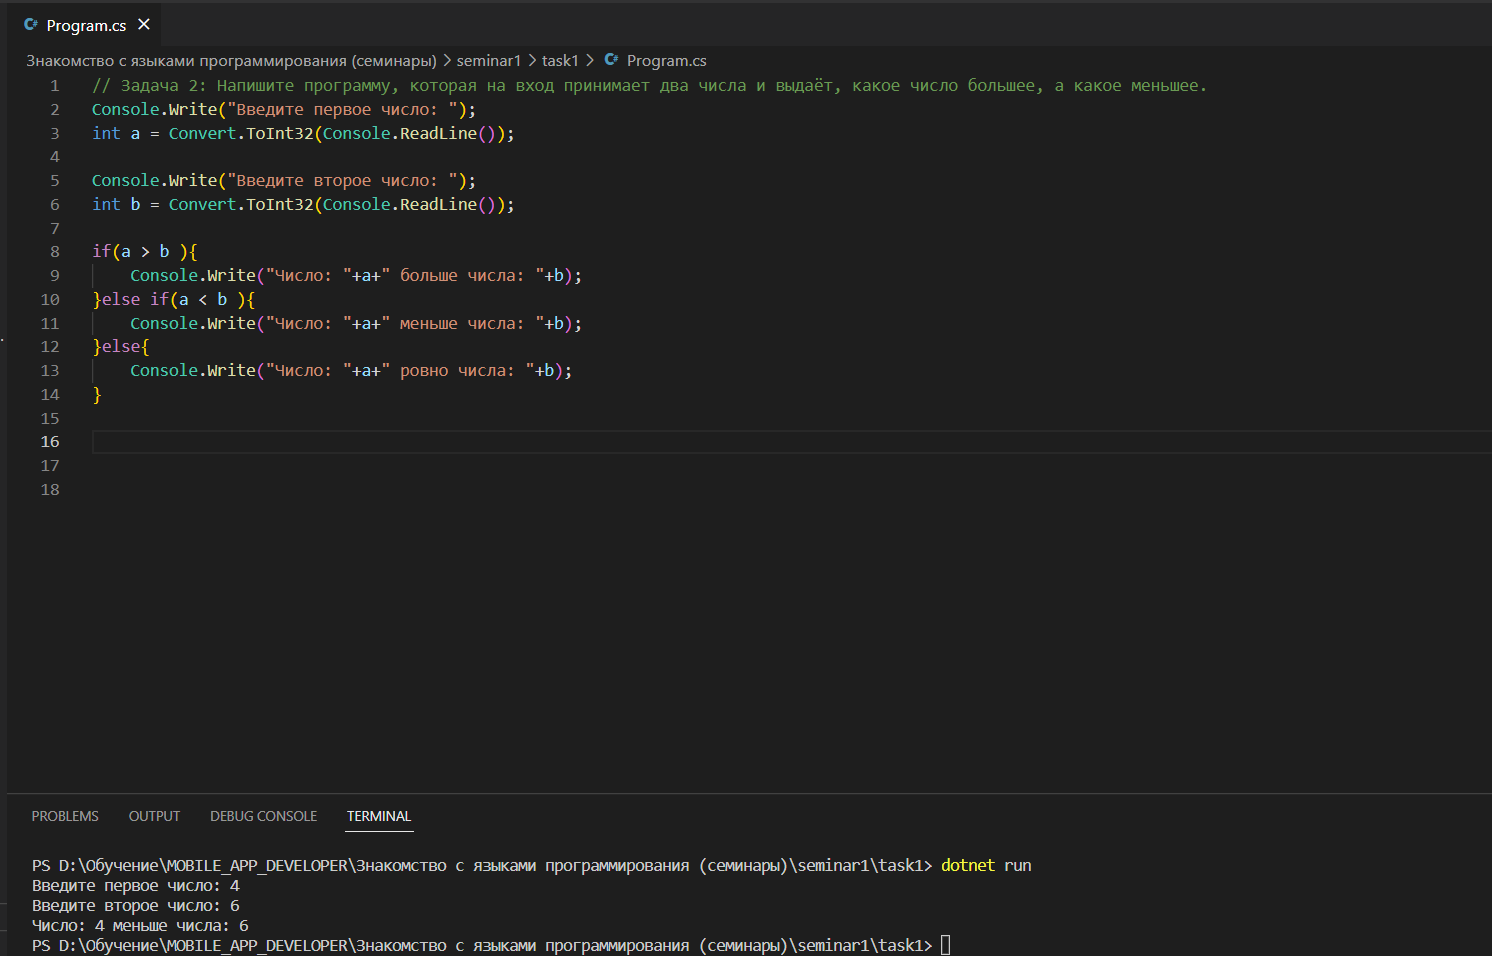 Program.cs
Знакомство с языками программирования (семинары) > seminar1 > task1 > Program.cs
1 // Задача 2: Напишите программу, которая на вход принимает два числа и выдаёт, какое число большее, а какое меньшее.
2 Console.Write("Введите первое число: ");
3 int a = Convert.ToInt32(Console.ReadLine());
4
5 Console.Write("Введите второе число: ");
6 int b = Convert.ToInt32(Console.ReadLine());
7
8 if(a > b ){
9 Console.Write("Число: "+a+" больше числа: "+b);
10 }else if(a < b ){
11 Console.Write("Число: "+a+" меньше числа: "+b);
12 }else{
13 Console.Write("Число: "+a+" ровно числа: "+b);
14 }
15
16
17
18
PROBLEMS OUTPUT DEBUG CONSOLE TERMINAL
PS D:\Обучение\MOBILE_APP_DEVELOPER\Знакомство с языками программирования (семинары)\seminar1\task1> dotnet run
Введите первое число: 4
Введите второе число: 6
Число: 4 меньше числа: 6
PS D:\Обучение\MOBILE_APP_DEVELOPER\Знакомство с языками программирования (семинары)\seminar1\task1>